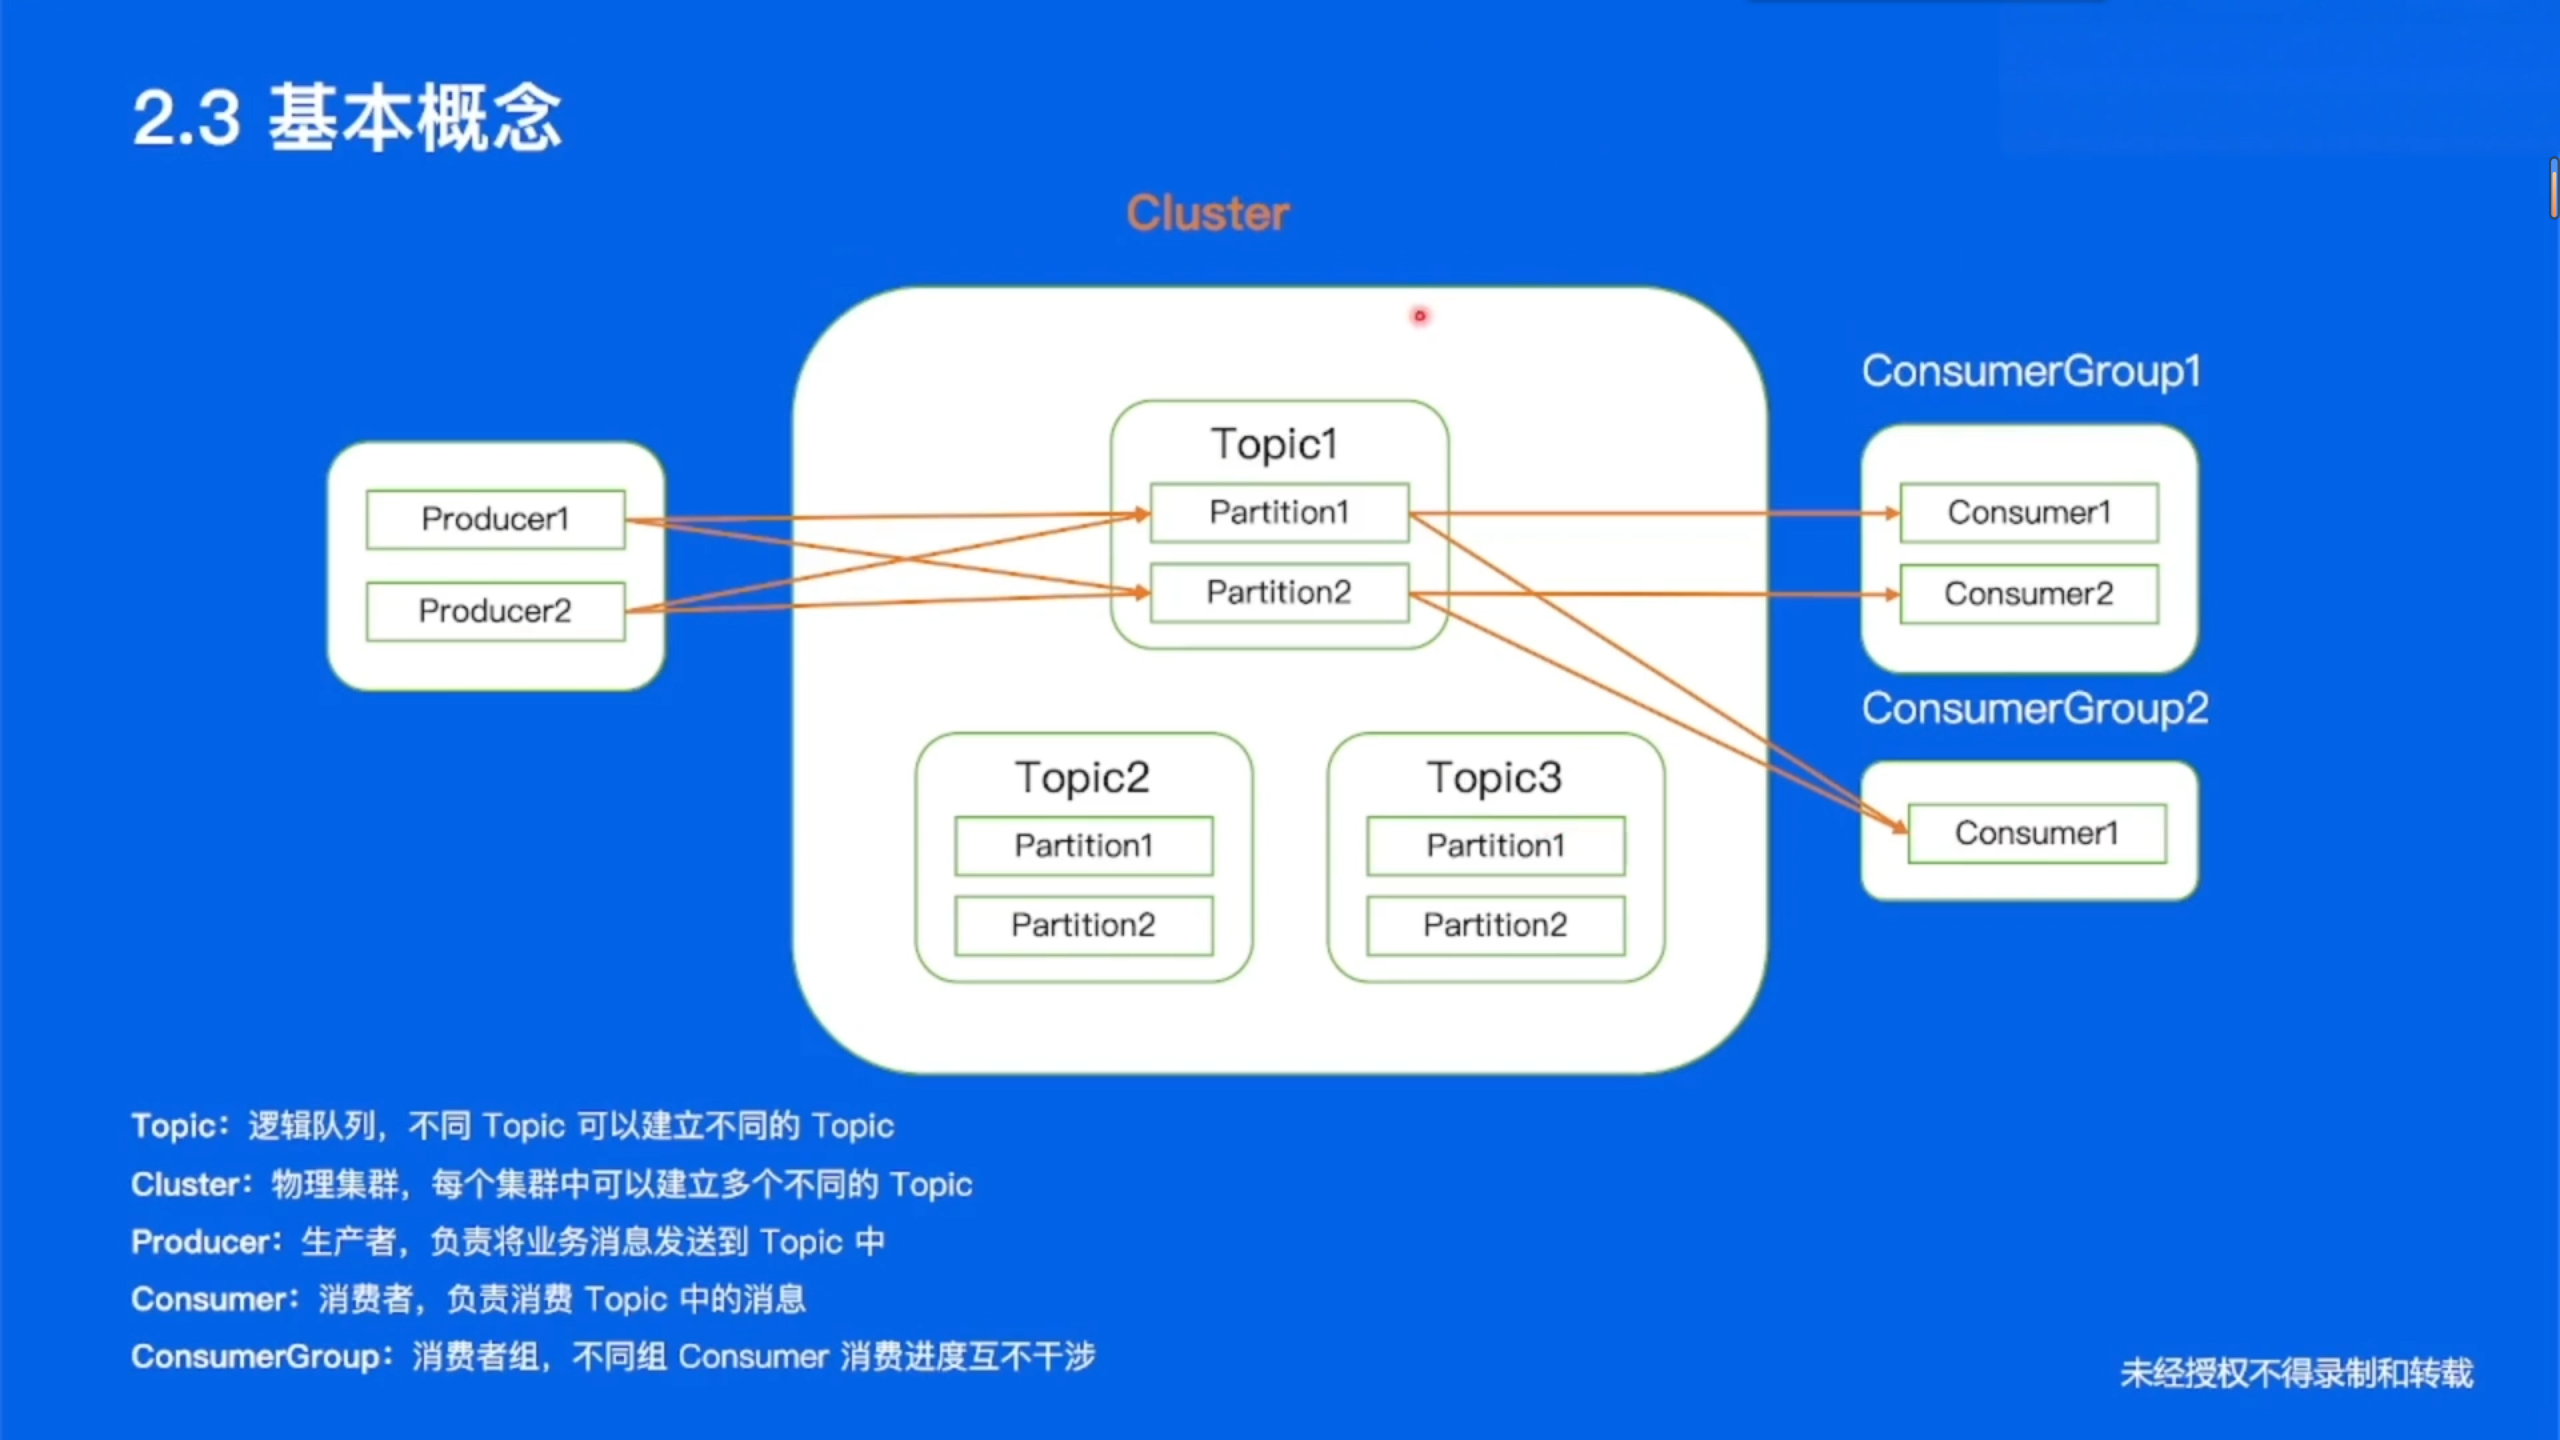 2.3 基本概念
Cluster
Producer1
Producer2
Topic1
Partition1
Partition2
Topic2
Partition1
Partition2
Topic3
Partition1
Partition2
ConsumerGroup1
Consumer1
Consumer2
ConsumerGroup2
Consumer1
Topic：逻辑队列，不同 Topic 可以建立不同的 Topic
Cluster：物理集群，每个集群中可以建立多个不同的 Topic
Producer：生产者，负责将业务消息发送到 Topic 中
Consumer：消费者，负责消费 Topic 中的消息
ConsumerGroup：消费者组，不同组 Consumer 消费进度互不干涉
未经授权不得录制和转载